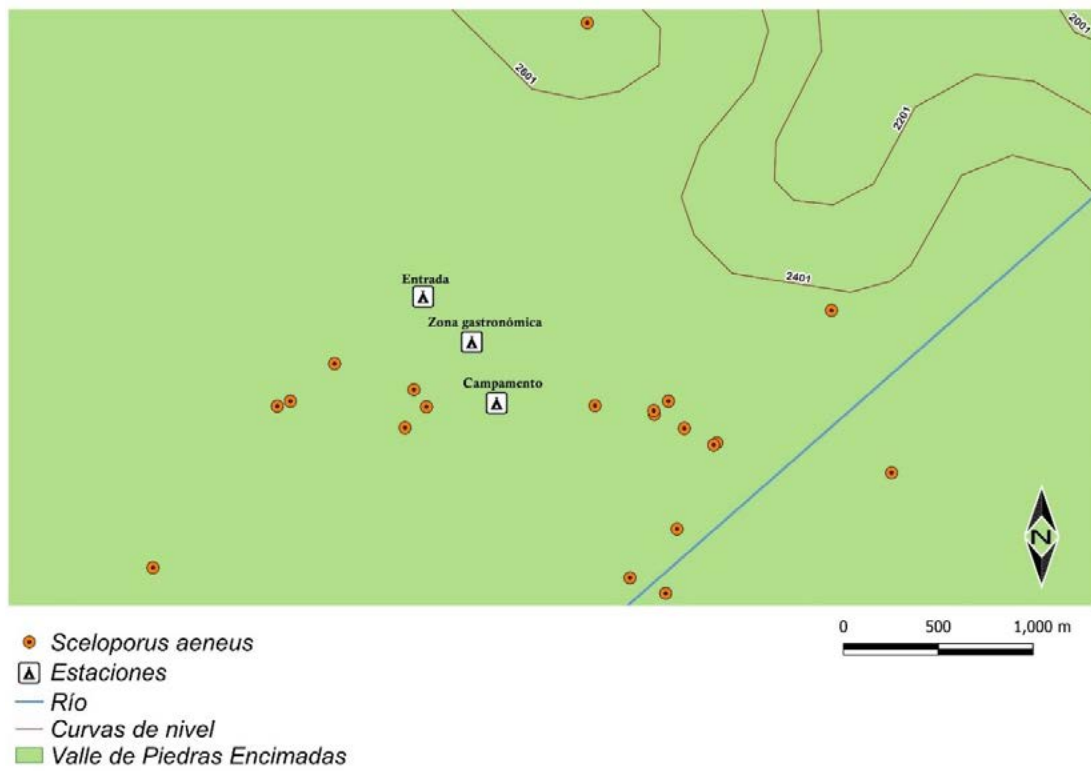 2601
2001
2201
2401
Entrada
Zona gastronómica
Campamento
N
0 500 1,000 m
Sceloporus aeneus
Estaciones
Río
Curvas de nivel
Valle de Piedras Encimadas